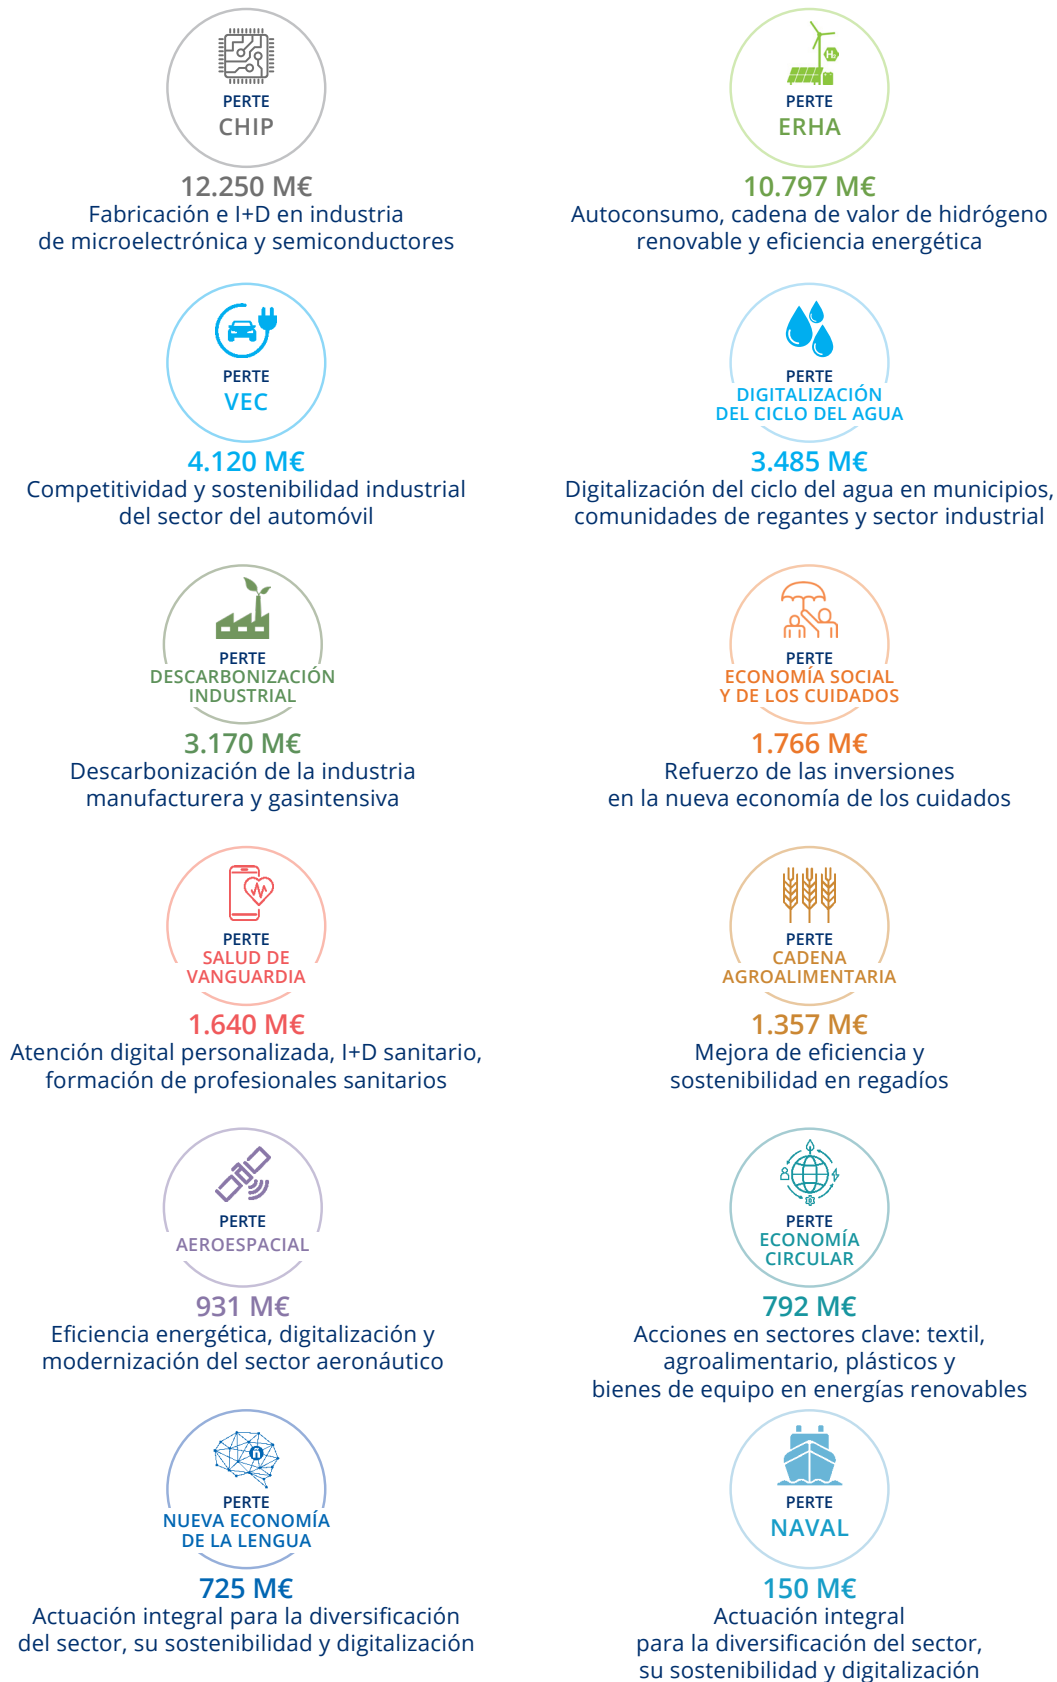 PERTE
CHIP
12.250 M€
Fabricación e I+D en industria
de microelectrónica y semiconductores
H₂
PERTE
ERHA
10.797 M€
Autoconsumo, cadena de valor de hidrógeno
renovable y eficiencia energética
PERTE
VEC
4.120 M€
Competitividad y sostenibilidad industrial
del sector del automóvil
PERTE
DIGITALIZACIÓN
DEL CICLO DEL AGUA
3.485 M€
Digitalización del ciclo del agua en municipios,
comunidades de regantes y sector industrial
PERTE
DESCARBONIZACIÓN
INDUSTRIAL
3.170 M€
Descarbonización de la industria
manufacturera y gasintensiva
PERTE
ECONOMÍA SOCIAL
Y DE LOS CUIDADOS
1.766 M€
Refuerzo de las inversiones
en la nueva economía de los cuidados
PERTE
SALUD DE
VANGUARDIA
1.640 M€
Atención digital personalizada, I+D sanitario,
formación de profesionales sanitarios
PERTE
CADENA
AGROALIMENTARIA
1.357 M€
Mejora de eficiencia y
sostenibilidad en regadíos
PERTE
AEROESPACIAL
931 M€
Eficiencia energética, digitalización y
modernización del sector aeronáutico
PERTE
ECONOMÍA
CIRCULAR
792 M€
Acciones en sectores clave: textil,
agroalimentario, plásticos y
bienes de equipo en energías renovables
ñ
PERTE
NUEVA ECONOMÍA
DE LA LENGUA
725 M€
Actuación integral para la diversificación
del sector, su sostenibilidad y digitalización
PERTE
NAVAL
150 M€
Actuación integral
para la diversificación del sector,
su sostenibilidad y digitalización